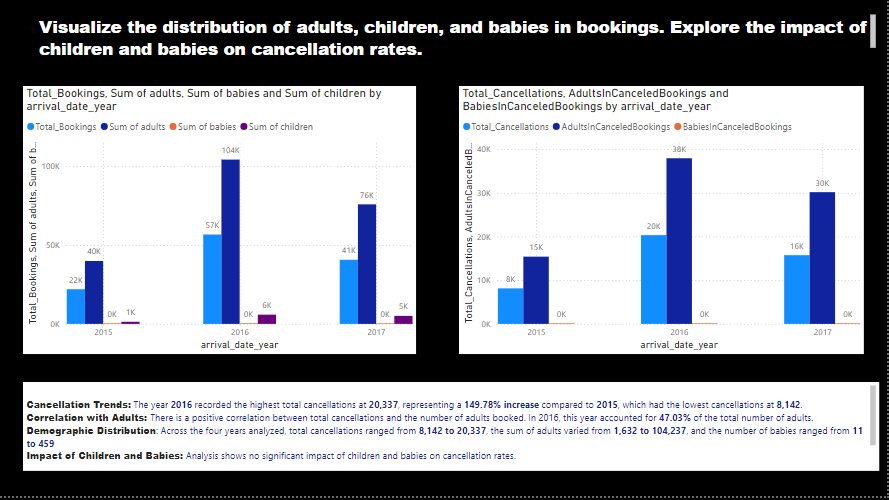 Visualize the distribution of adults, children, and babies in bookings. Explore the impact of
children and babies on cancellation rates.
Total_Bookings, Sum of adults, Sum of babies and Sum of children by
arrival_date_year
Total_Bookings Sum of adults Sum of babies Sum of children
Total_Bookings, Sum of adults, Sum of b...
100K
50K
0K
22K
40K
0K
1K
57K
104K
0K
6K
41K
76K
0K
5K
2015
2016
2017
arrival_date_year
Total_Cancellations, AdultsInCanceledBookings and
BabiesInCanceledBookings by arrival_date_year
Total_Cancellations AdultsInCanceledBookings BabiesInCanceledBookings
Total_Cancellations, AdultsInCanceledB...
40K
30K
20K
10K
0K
8K
15K
0K
20K
38K
0K
16K
30K
0K
2015
2016
2017
arrival_date_year
Cancellation Trends: The year 2016 recorded the highest total cancellations at 20,337, representing a 149.78% increase compared to 2015, which had the lowest cancellations at 8,142.
Correlation with Adults: There is a positive correlation between total cancellations and the number of adults booked. In 2016, this year accounted for 47.03% of the total number of adults.
Demographic Distribution: Across the four years analyzed, total cancellations ranged from 8,142 to 20,337, the sum of adults varied from 1,632 to 104,237, and the number of babies ranged from 11
to 459
Impact of Children and Babies: Analysis shows no significant impact of children and babies on cancellation rates.